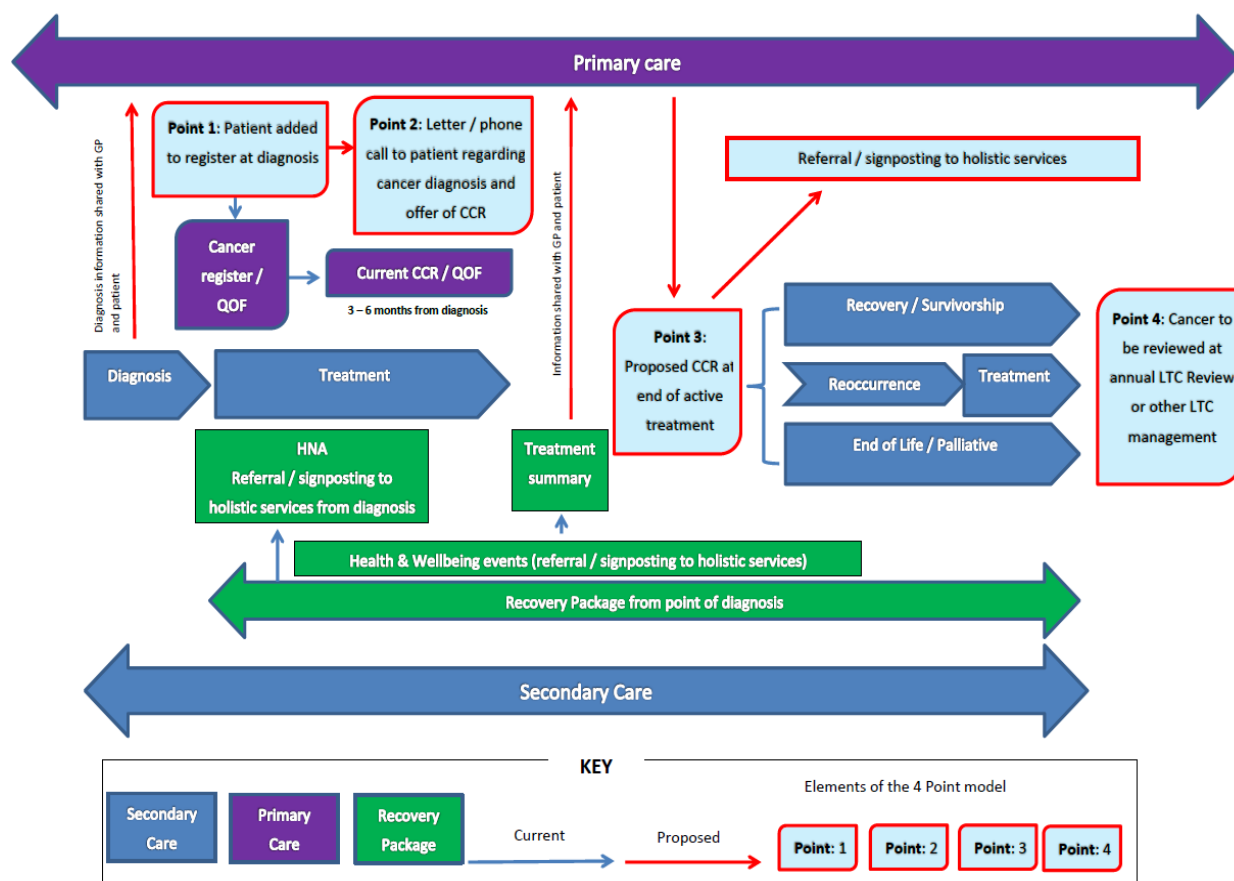 Primary care
Diagnosis information shared with GP
and patient
Point 1: Patient added
to register at diagnosis
Point 2: Letter / phone
call to patient regarding
cancer diagnosis and
offer of CCR
Cancer
register /
QOF
Current CCR / QOF
3 – 6 months from diagnosis
Information shared with GP and patient
Referral / signposting to holistic services
Point 3:
Proposed CCR at
end of active
treatment
Recovery / Survivorship
Reoccurrence
Treatment
End of Life / Palliative
Point 4: Cancer to
be reviewed at
annual LTC Review
or other LTC
management
Diagnosis
Treatment
HNA
Referral / signposting to
holistic services from diagnosis
Treatment
summary
Health & Wellbeing events (referral / signposting to holistic services)
Recovery Package from point of diagnosis
Secondary Care
KEY
Secondary
Care
Primary
Care
Recovery
Package
Current
Proposed
Elements of the 4 Point model
Point: 1
Point: 2
Point: 3
Point: 4